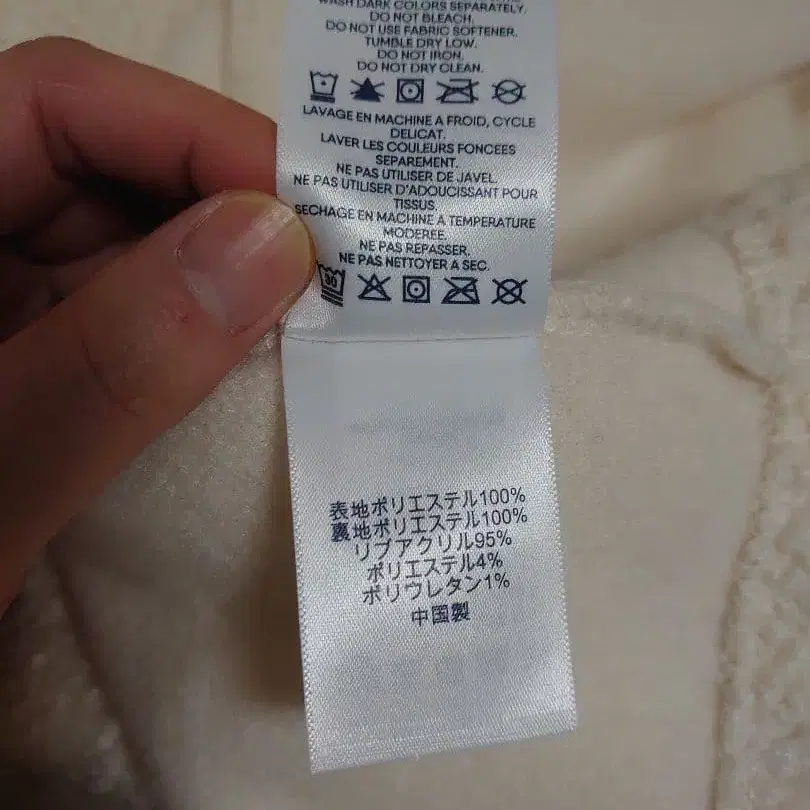 WASH DARK COLORS SEPARATELY.
DO NOT BLEACH.
DO NOT USE FABRIC SOFTENER.
TUMBLE DRY LOW.
DO NOT IRON.
DO NOT DRY CLEAN.
LAVAGE EN MACHINE A FROID, CYCLE
DELICAT.
LAVER LES COULEURS FONCEES
SEPAREMENT.
NE PAS UTILISER DE JAVEL.
NE PAS UTILISER D'ADOUCISSANT POUR
TISSUS.
SECHAGE EN MACHINE A TEMPERATURE
MODEREE.
NE PAS REPASSER.
NE PAS NETTOYER A SEC.
30
表地ポリエステル100%
裏地ポリエステル100%
リブアクリル95%
ポリエステル4%
ポリウレタン1%
中国製